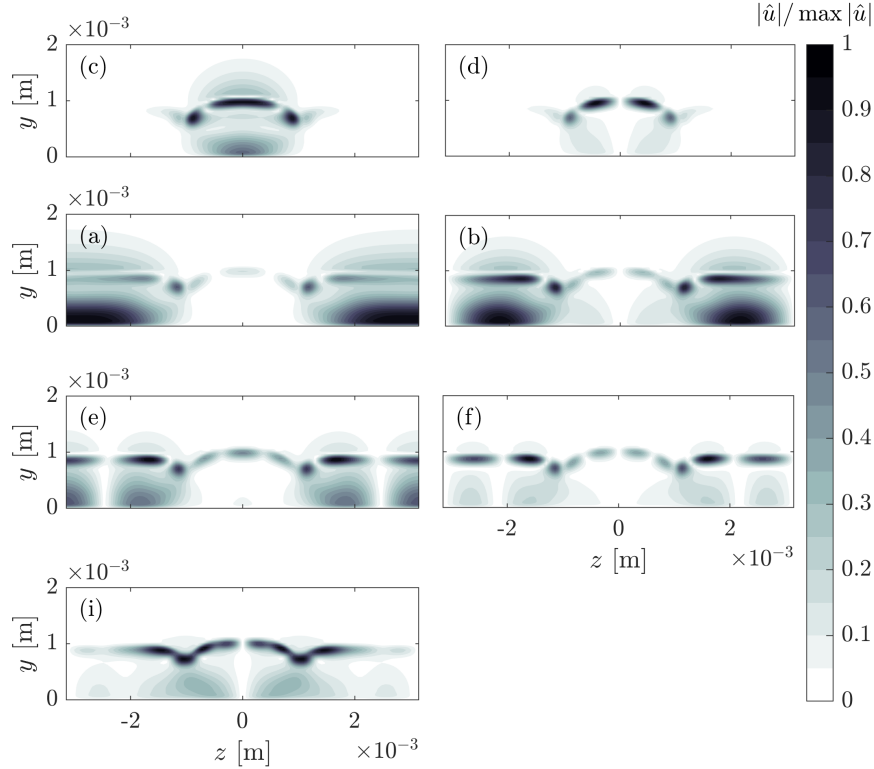 |û|/ max |û|
×10⁻³
2
(c)
(d)
y [m]
1
0
×10⁻³
2
(a)
(b)
y [m]
1
0
×10⁻³
2
(e)
(f)
y [m]
1
0
-2
0
2
z [m]
×10⁻³
×10⁻³
2
(i)
y [m]
1
0
-2
0
2
z [m]
×10⁻³
1
0.9
0.8
0.7
0.6
0.5
0.4
0.3
0.2
0.1
0